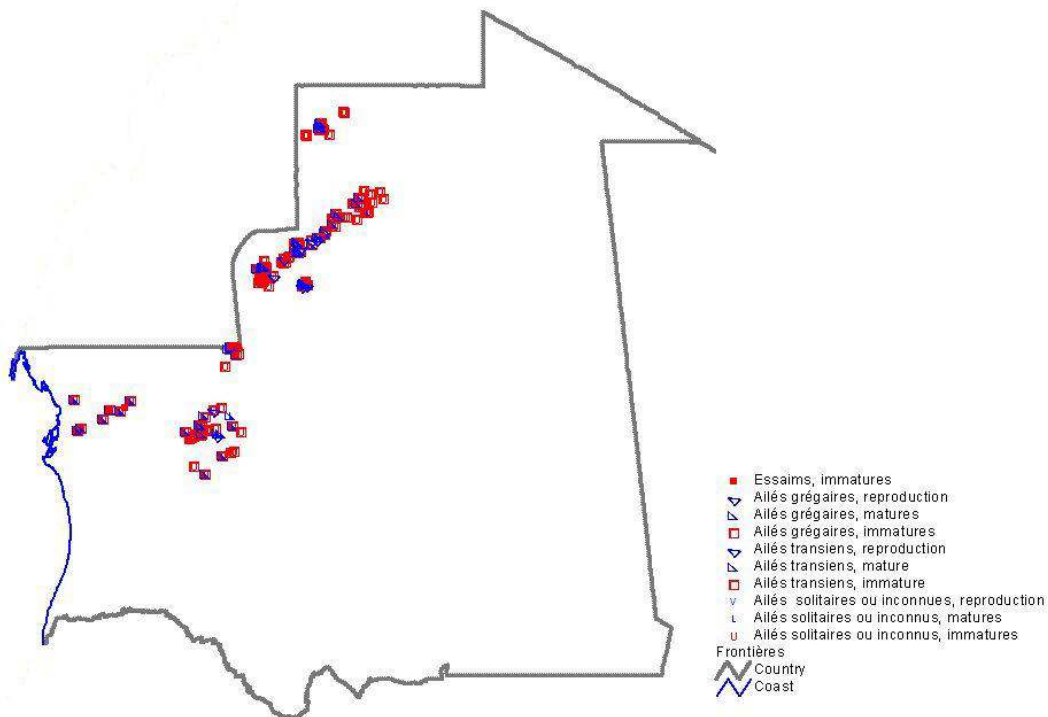 Essaims, immatures
Ailés grégaires, reproduction
Ailés grégaires, matures
Ailés grégaires, immatures
Ailés transiens, reproduction
Ailés transiens, mature
Ailés transiens, immature
Ailés solitaires ou inconnues, reproduction
Ailés solitaires ou inconnus, matures
Ailés solitaires ou inconnus, immatures
Frontières
Country
Coast